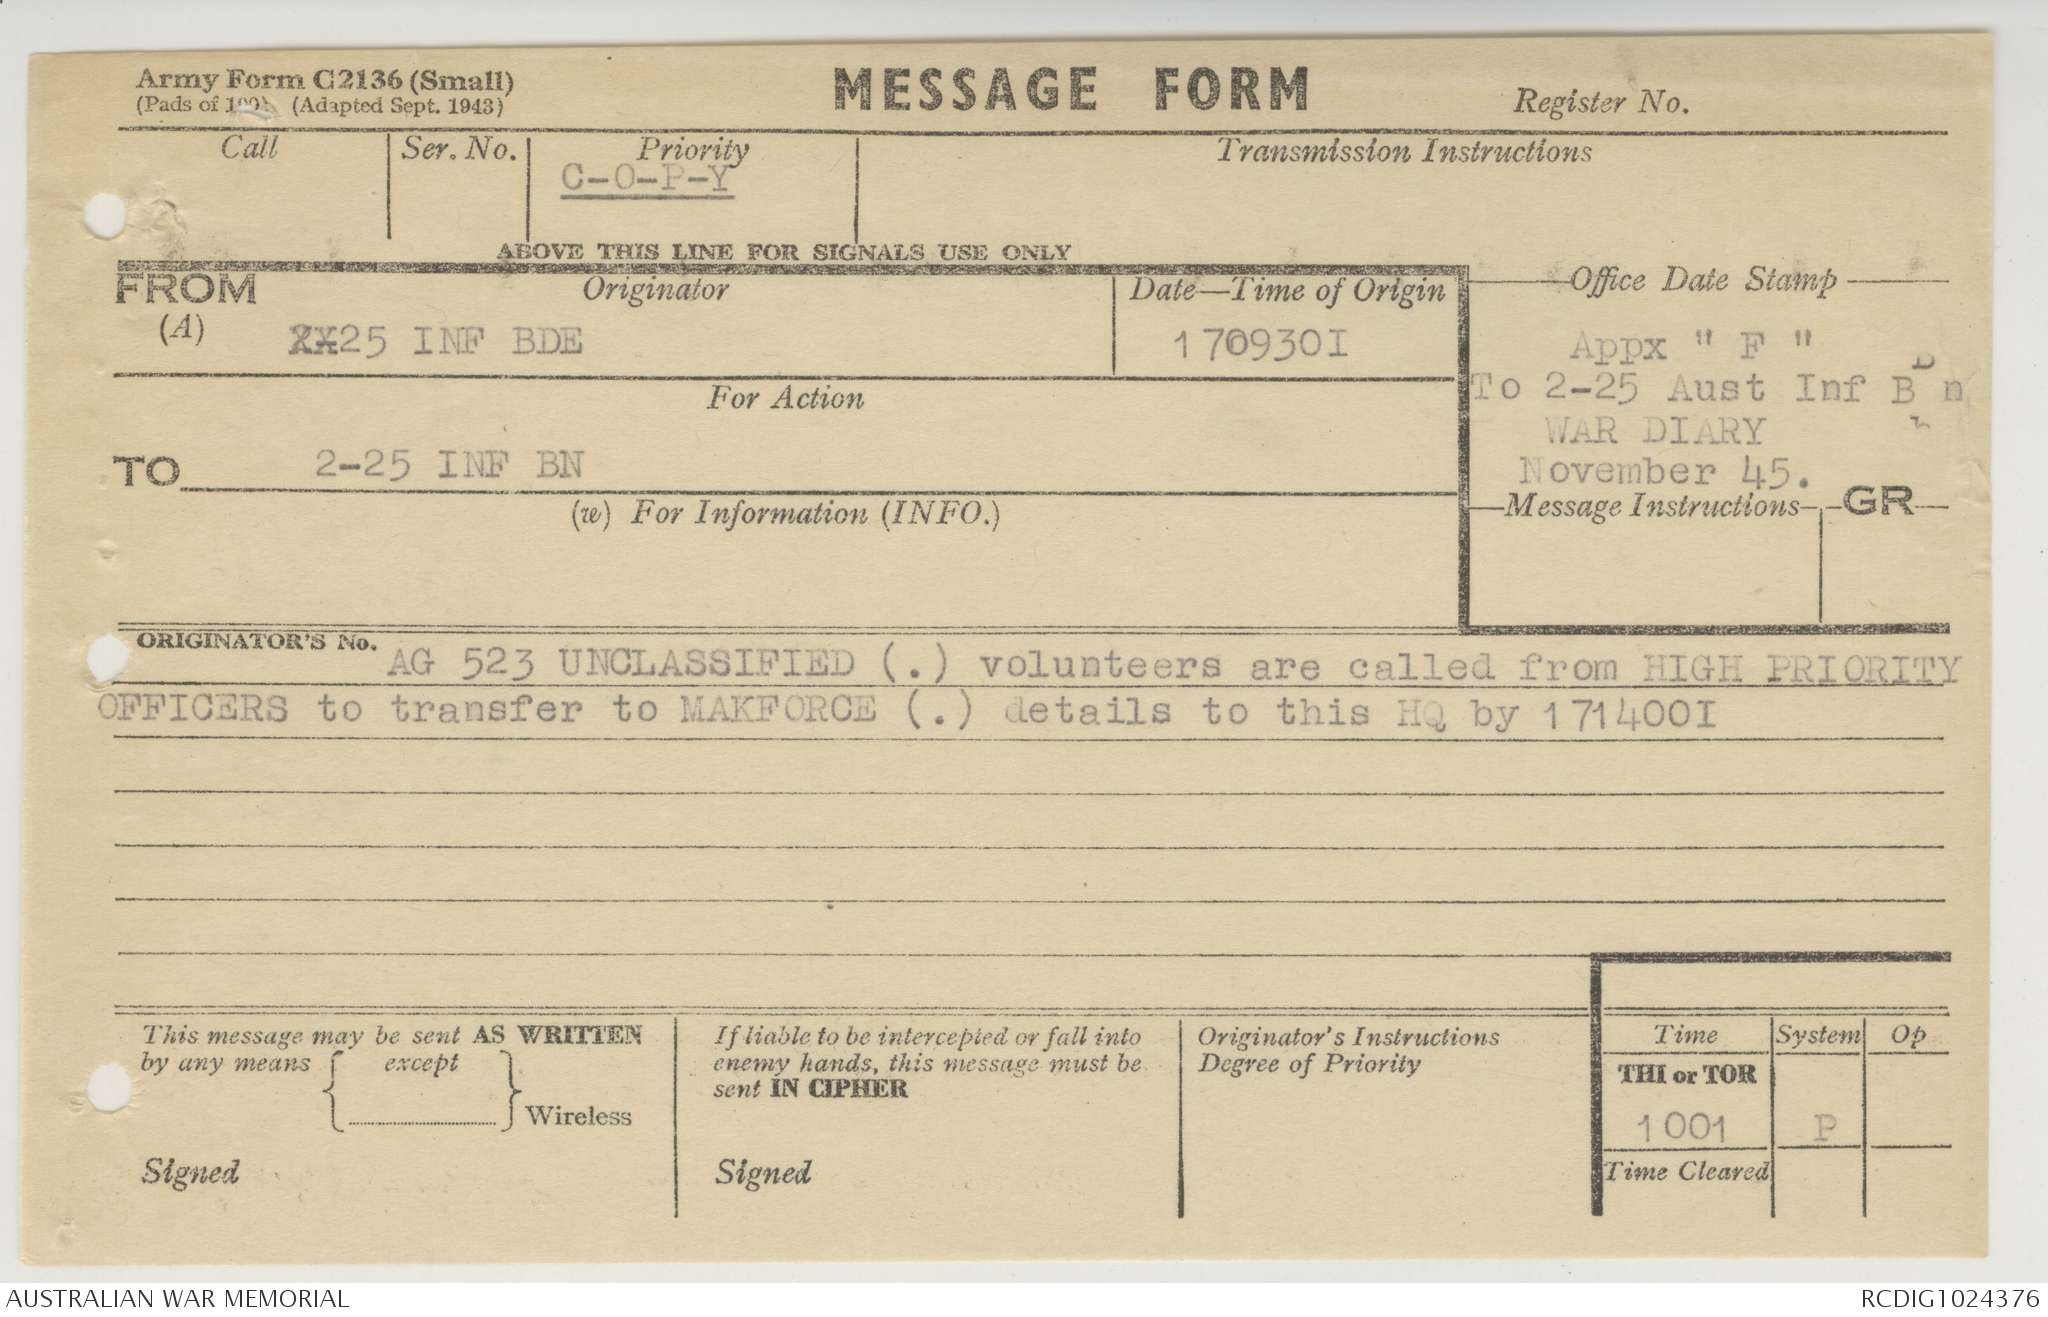 Army Form C2136 (Small)
(Pads of 100) (Adapted Sept. 1943)
MESSAGE FORM
Register No.
Call
Ser. No.
Priority
C-O-P-Y
Transmission Instructions
ABOVE THIS LINE FOR SIGNALS USE ONLY
FROM
(A)
Originator
25 INF BDE
Date—Time of Origin
170930I
Office Date Stamp
Appx " F "
To 2-25 Aust Inf Bn
WAR DIARY
November 45.
For Action
TO
2-25 INF BN
(w) For Information (INFO.)
Message Instructions
GR
ORIGINATOR'S No.
AG 523 UNCLASSIFIED (.) volunteers are called from HIGH PRIORITY
OFFICERS to transfer to MAKFORCE (.) details to this HQ by 171400I
This message may be sent AS WRITTEN
by any means { except
} Wireless
Signed
If liable to be intercepted or fall into
enemy hands, this message must be
sent IN CIPHER
Signed
Originator's Instructions
Degree of Priority
Time
System
Op
THI or TOR
1001
P
Time Cleared
AUSTRALIAN WAR MEMORIAL
RCDIG1024376